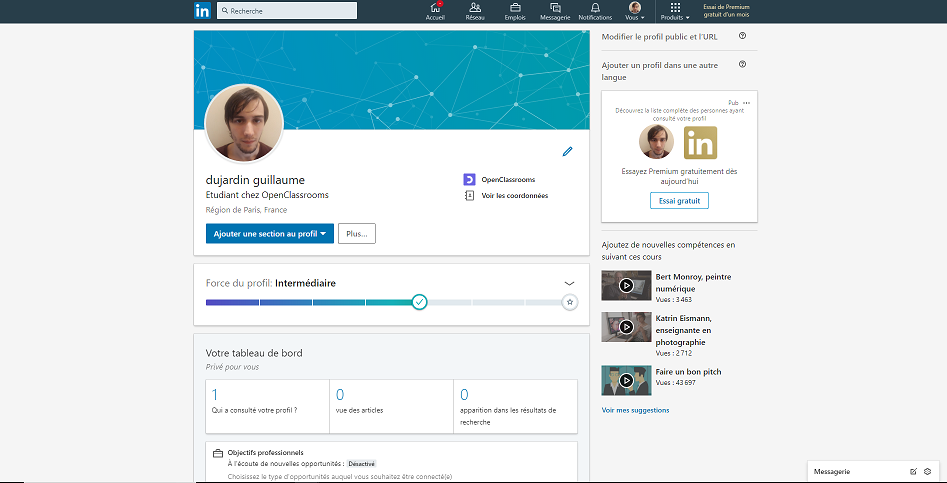 in
Recherche
Accueil
Réseau
Emplois
Messagerie
Notifications
Vous
Produits
Essai de Premium
gratuit d'un mois
dujardin guillaume
Etudiant chez OpenClassrooms
Région de Paris, France
OpenClassrooms
Voir les coordonnées
Ajouter une section au profil
Plus...
Force du profil: Intermédiaire
Votre tableau de bord
Privé pour vous
1
Qui a consulté votre profil ?
0
vue des articles
0
apparition dans les résultats de
recherche
Objectifs professionnels
À l'écoute de nouvelles opportunités : Désactivé
Choisissez le type d'opportunités auquel vous souhaitez être connecté(e)
Modifier le profil public et l'URL
Ajouter un profil dans une autre
langue
Pub
Découvrez la liste complète des personnes ayant
consulté votre profil
in
Essayez Premium gratuitement dès
aujourd'hui
Essai gratuit
Ajoutez de nouvelles compétences en
suivant ces cours
Bert Monroy, peintre
numérique
Vues : 3 463
Katrin Eismann,
enseignante en
photographie
Vues : 2 712
Faire un bon pitch
Vues : 43 697
Voir mes suggestions
Messagerie